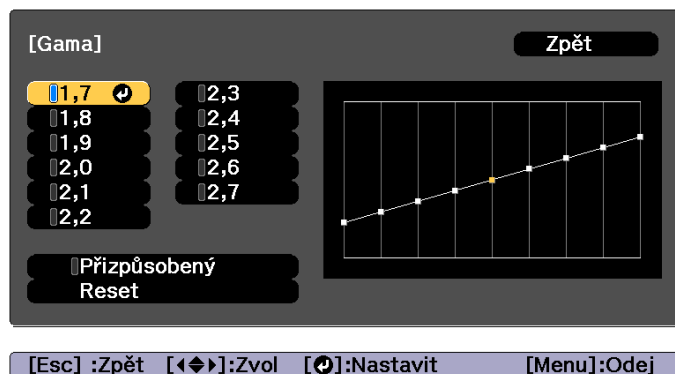 [Gama]
Zpět
1,7
1,8
1,9
2,0
2,1
2,2
2,3
2,4
2,5
2,6
2,7
Přizpůsobený
Reset
[Esc] :Zpět [ ]:Zvol [ ]:Nastavit [Menu]:Odej